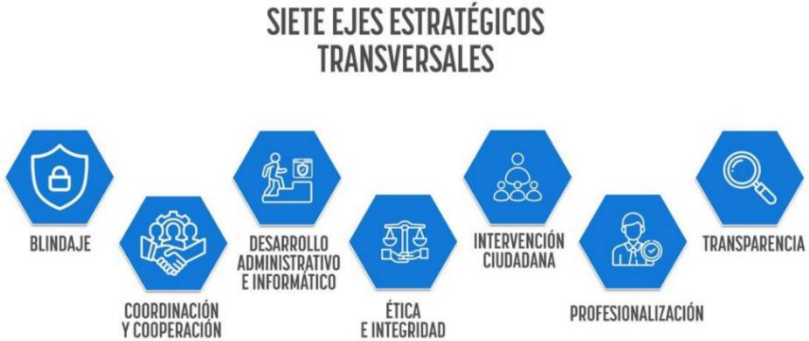 SIETE EJES ESTRATÉGICOS
TRANSVERSALES
BLINDAJE
COORDINACIÓN
Y COOPERACIÓN
DESARROLLO
ADMINISTRATIVO
E INFORMÁTICO
ÉTICA
E INTEGRIDAD
INTERVENCIÓN
CIUDADANA
PROFESIONALIZACIÓN
TRANSPARENCIA